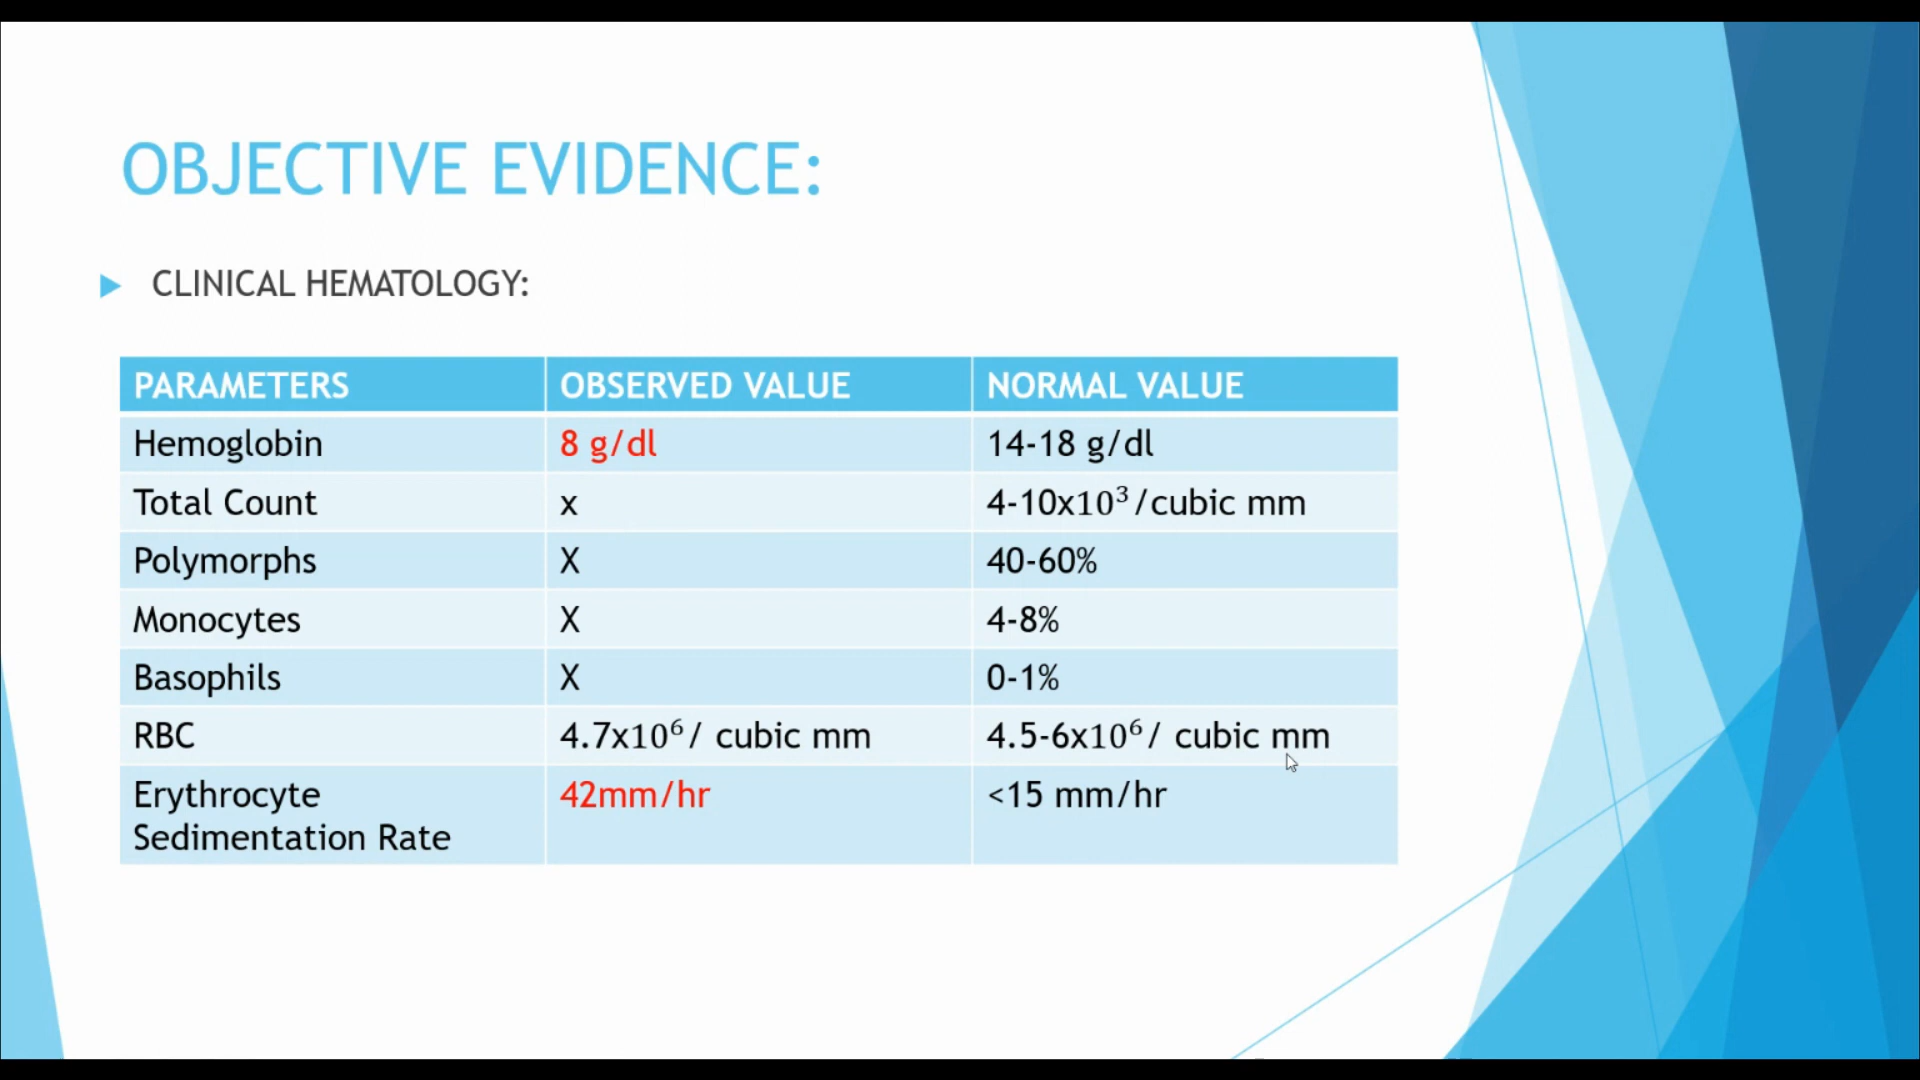 OBJECTIVE EVIDENCE:
CLINICAL HEMATOLOGY:
PARAMETERS OBSERVED VALUE NORMAL VALUE
Hemoglobin 8 g/dl 14-18 g/dl
Total Count x 4-10x10³/cubic mm
Polymorphs X 40-60%
Monocytes X 4-8%
Basophils X 0-1%
RBC 4.7x10⁶/ cubic mm 4.5-6x10⁶/ cubic mm
Erythrocyte 42mm/hr <15 mm/hr
Sedimentation Rate